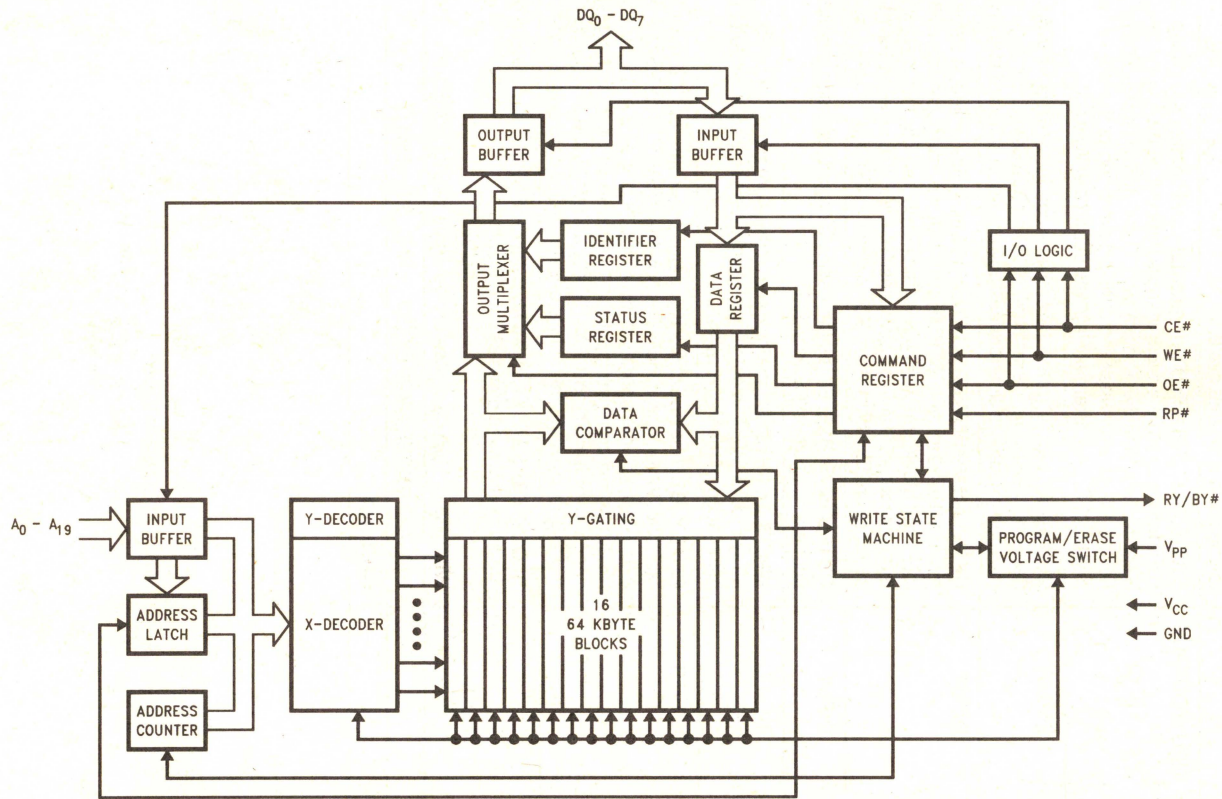 DQ0 - DQ7
OUTPUT
BUFFER
INPUT
BUFFER
OUTPUT
MULTIPLEXER
IDENTIFIER
REGISTER
DATA
REGISTER
I/O LOGIC
STATUS
REGISTER
COMMAND
REGISTER
CE#
WE#
OE#
RP#
DATA
COMPARATOR
A0 - A19
INPUT
BUFFER
Y-DECODER
Y-GATING
WRITE STATE
MACHINE
RY/BY#
PROGRAM/ERASE
VOLTAGE SWITCH
VPP
ADDRESS
LATCH
X-DECODER
16
64 KBYTE
BLOCKS
VCC
GND
ADDRESS
COUNTER